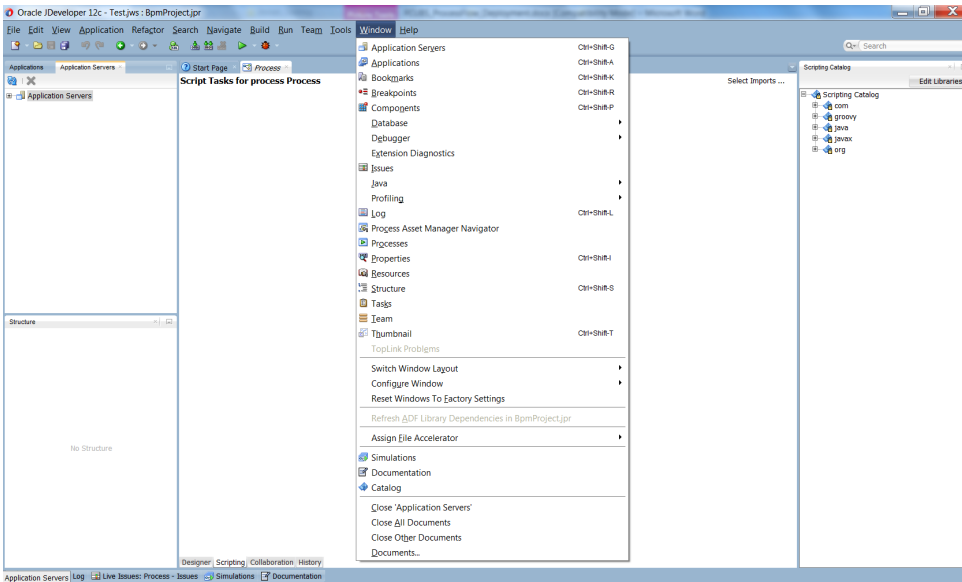 Oracle JDeveloper 12c - Test.jws : BpmProject.jpr
File Edit View Application Refactor Search Navigate Build Run Team Tools Window Help
Search
Applications Application Servers
Start Page Process
Scripting Catalog
Script Tasks for process Process
Select Imports ...
Edit Libraries
Application Servers
Scripting Catalog
com
groovy
java
javax
org
Application Servers Ctrl+Shift-G
Applications Ctrl+Shift-A
Bookmarks Ctrl+Shift-K
Breakpoints Ctrl+Shift-R
Components Ctrl+Shift-P
Database
Debugger
Extension Diagnostics
Issues
Java
Profiling
Log Ctrl+Shift-L
Process Asset Manager Navigator
Processes
Properties Ctrl+Shift-I
Resources
Structure Ctrl+Shift-S
Tasks
Team
Thumbnail Ctrl+Shift-T
TopLink Problems
Switch Window Layout
Configure Window
Reset Windows To Factory Settings
Refresh ADF Library Dependencies in BpmProject.jpr
Assign File Accelerator
Simulations
Documentation
Catalog
Close 'Application Servers'
Close All Documents
Close Other Documents
Documents...
Structure
No Structure
Designer Scripting Collaboration History
Application Servers Log Live Issues: Process - Issues Simulations Documentation